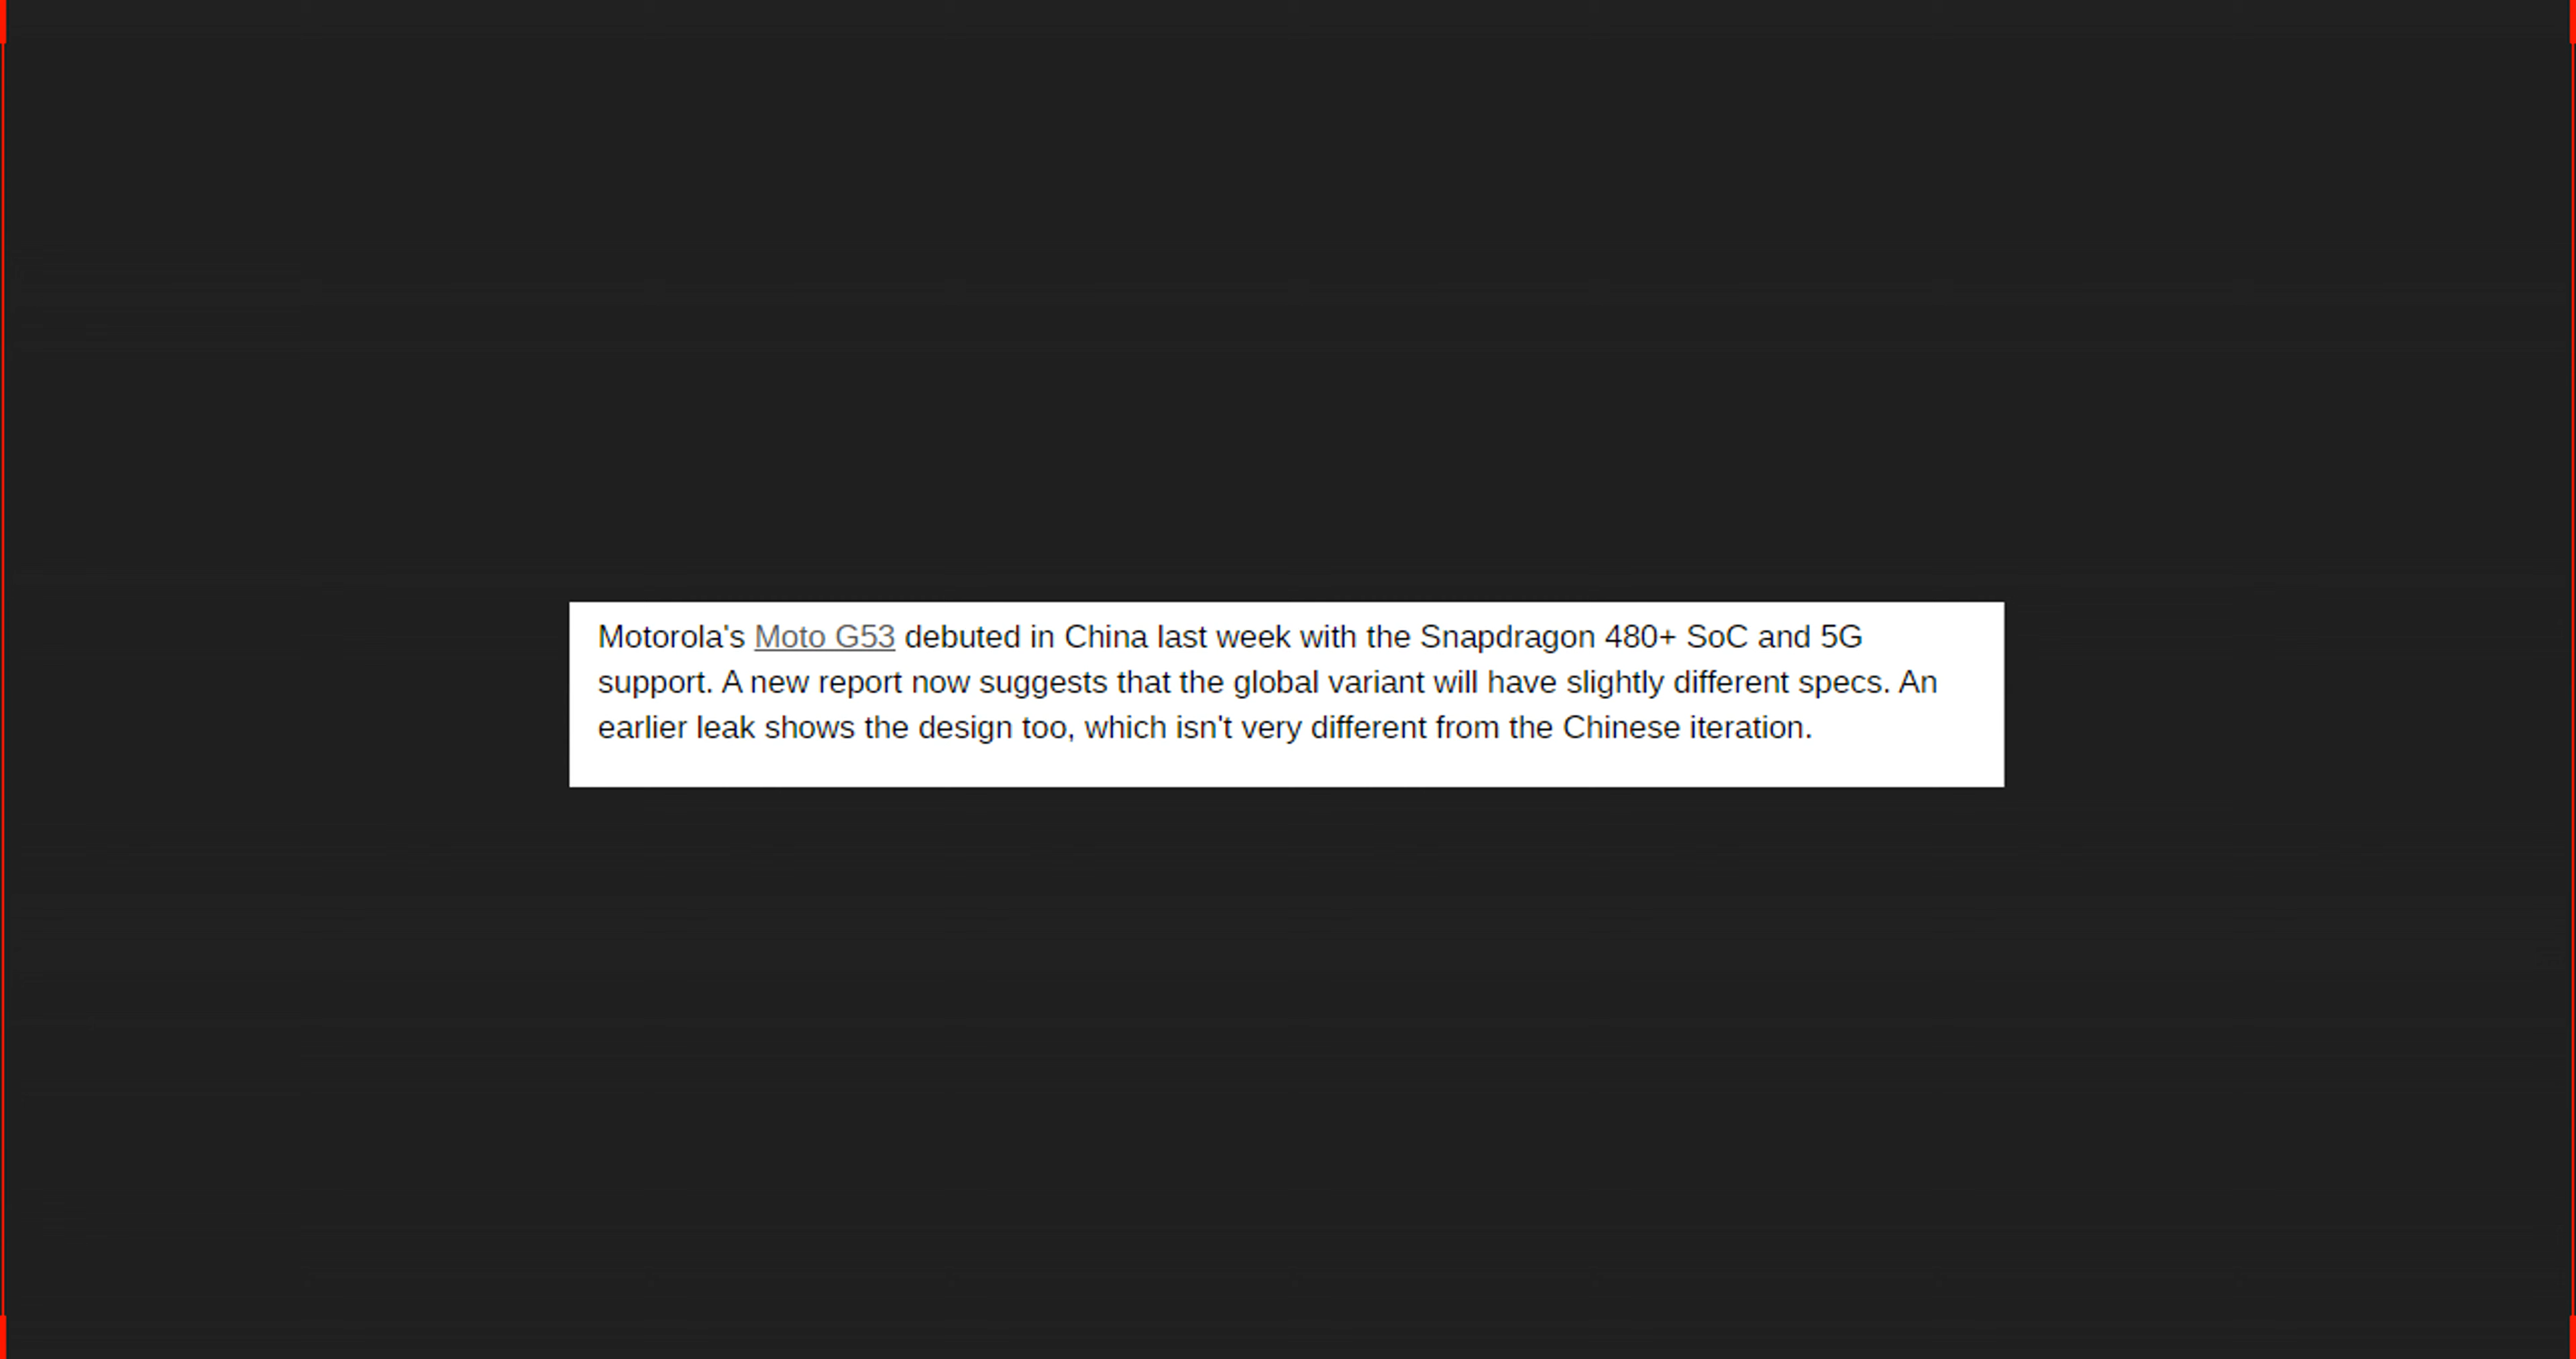 Motorola's Moto G53 debuted in China last week with the Snapdragon 480+ SoC and 5G
support. A new report now suggests that the global variant will have slightly different specs. An
earlier leak shows the design too, which isn't very different from the Chinese iteration.